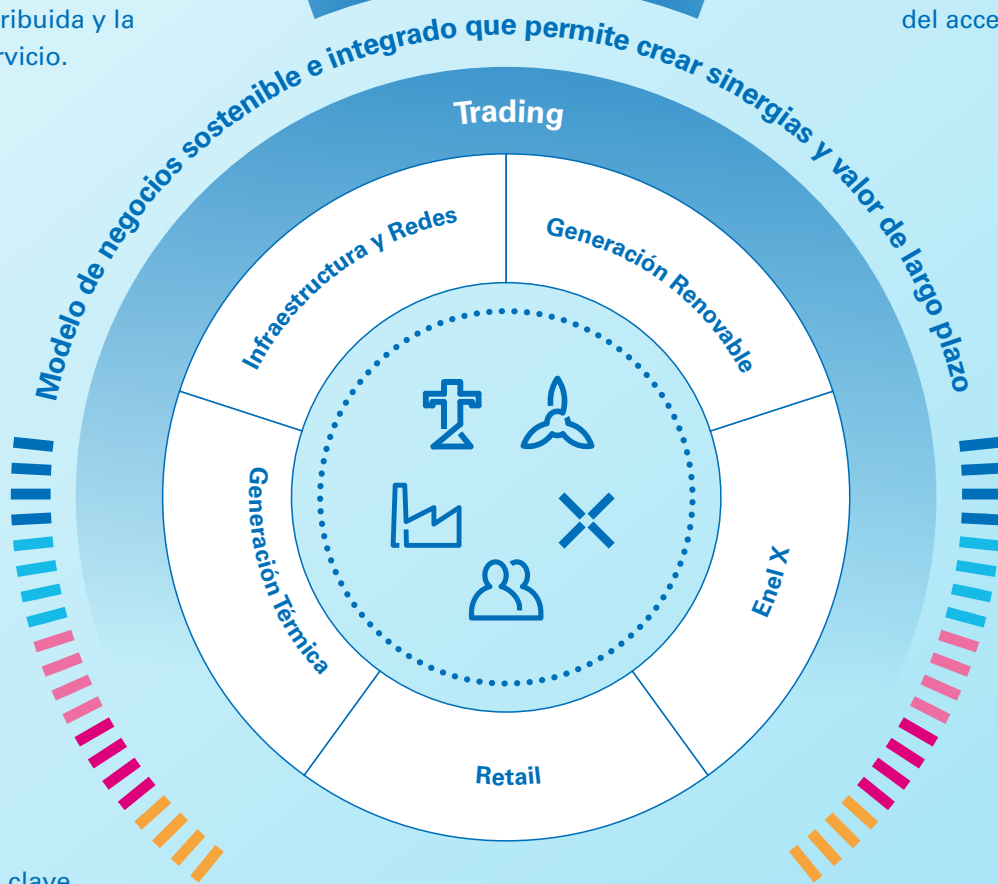 ribuida y la
rvicio.
del acce
Modelo de negocios sostenible e integrado que permite crear sinergias y valor de largo plazo
Trading
Infraestructura y Redes
Generación Renovable
Generación Térmica
Enel X
Retail
clave